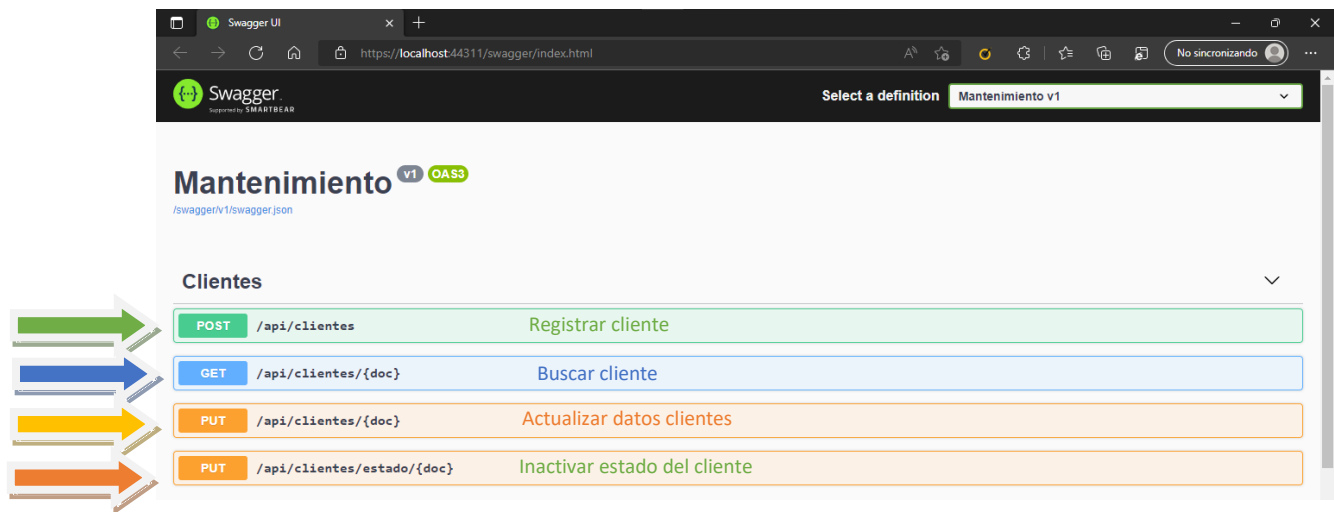 Swagger UI
https://localhost:44311/swagger/index.html
No sincronizando
Swagger
Supported by SMARTBEAR
Select a definition
Mantenimiento v1
Mantenimiento v1 OAS3
/swagger/v1/swagger.json
Clientes
POST /api/clientes Registrar cliente
GET /api/clientes/{doc} Buscar cliente
PUT /api/clientes/{doc} Actualizar datos clientes
PUT /api/clientes/estado/{doc} Inactivar estado del cliente